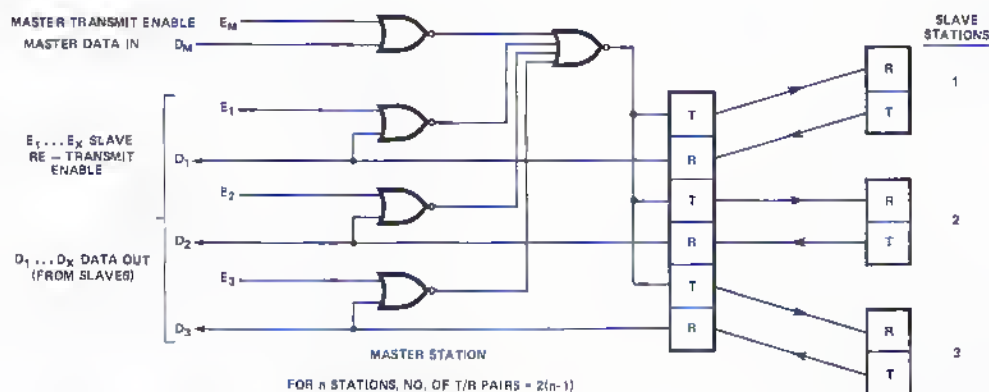 MASTER TRANSMIT ENABLE
MASTER DATA IN
E_M
D_M
SLAVE
STATIONS
E_1
D_1
E_2
D_2
E_3
D_3
E_1 ... E_X SLAVE
RE – TRANSMIT
ENABLE
D_1 ... D_X DATA OUT
(FROM SLAVES)
T
R
T
R
T
R
R
T
1
R
T
2
R
T
3
MASTER STATION
FOR n STATIONS, NO. OF T/R PAIRS = 2(n-1)